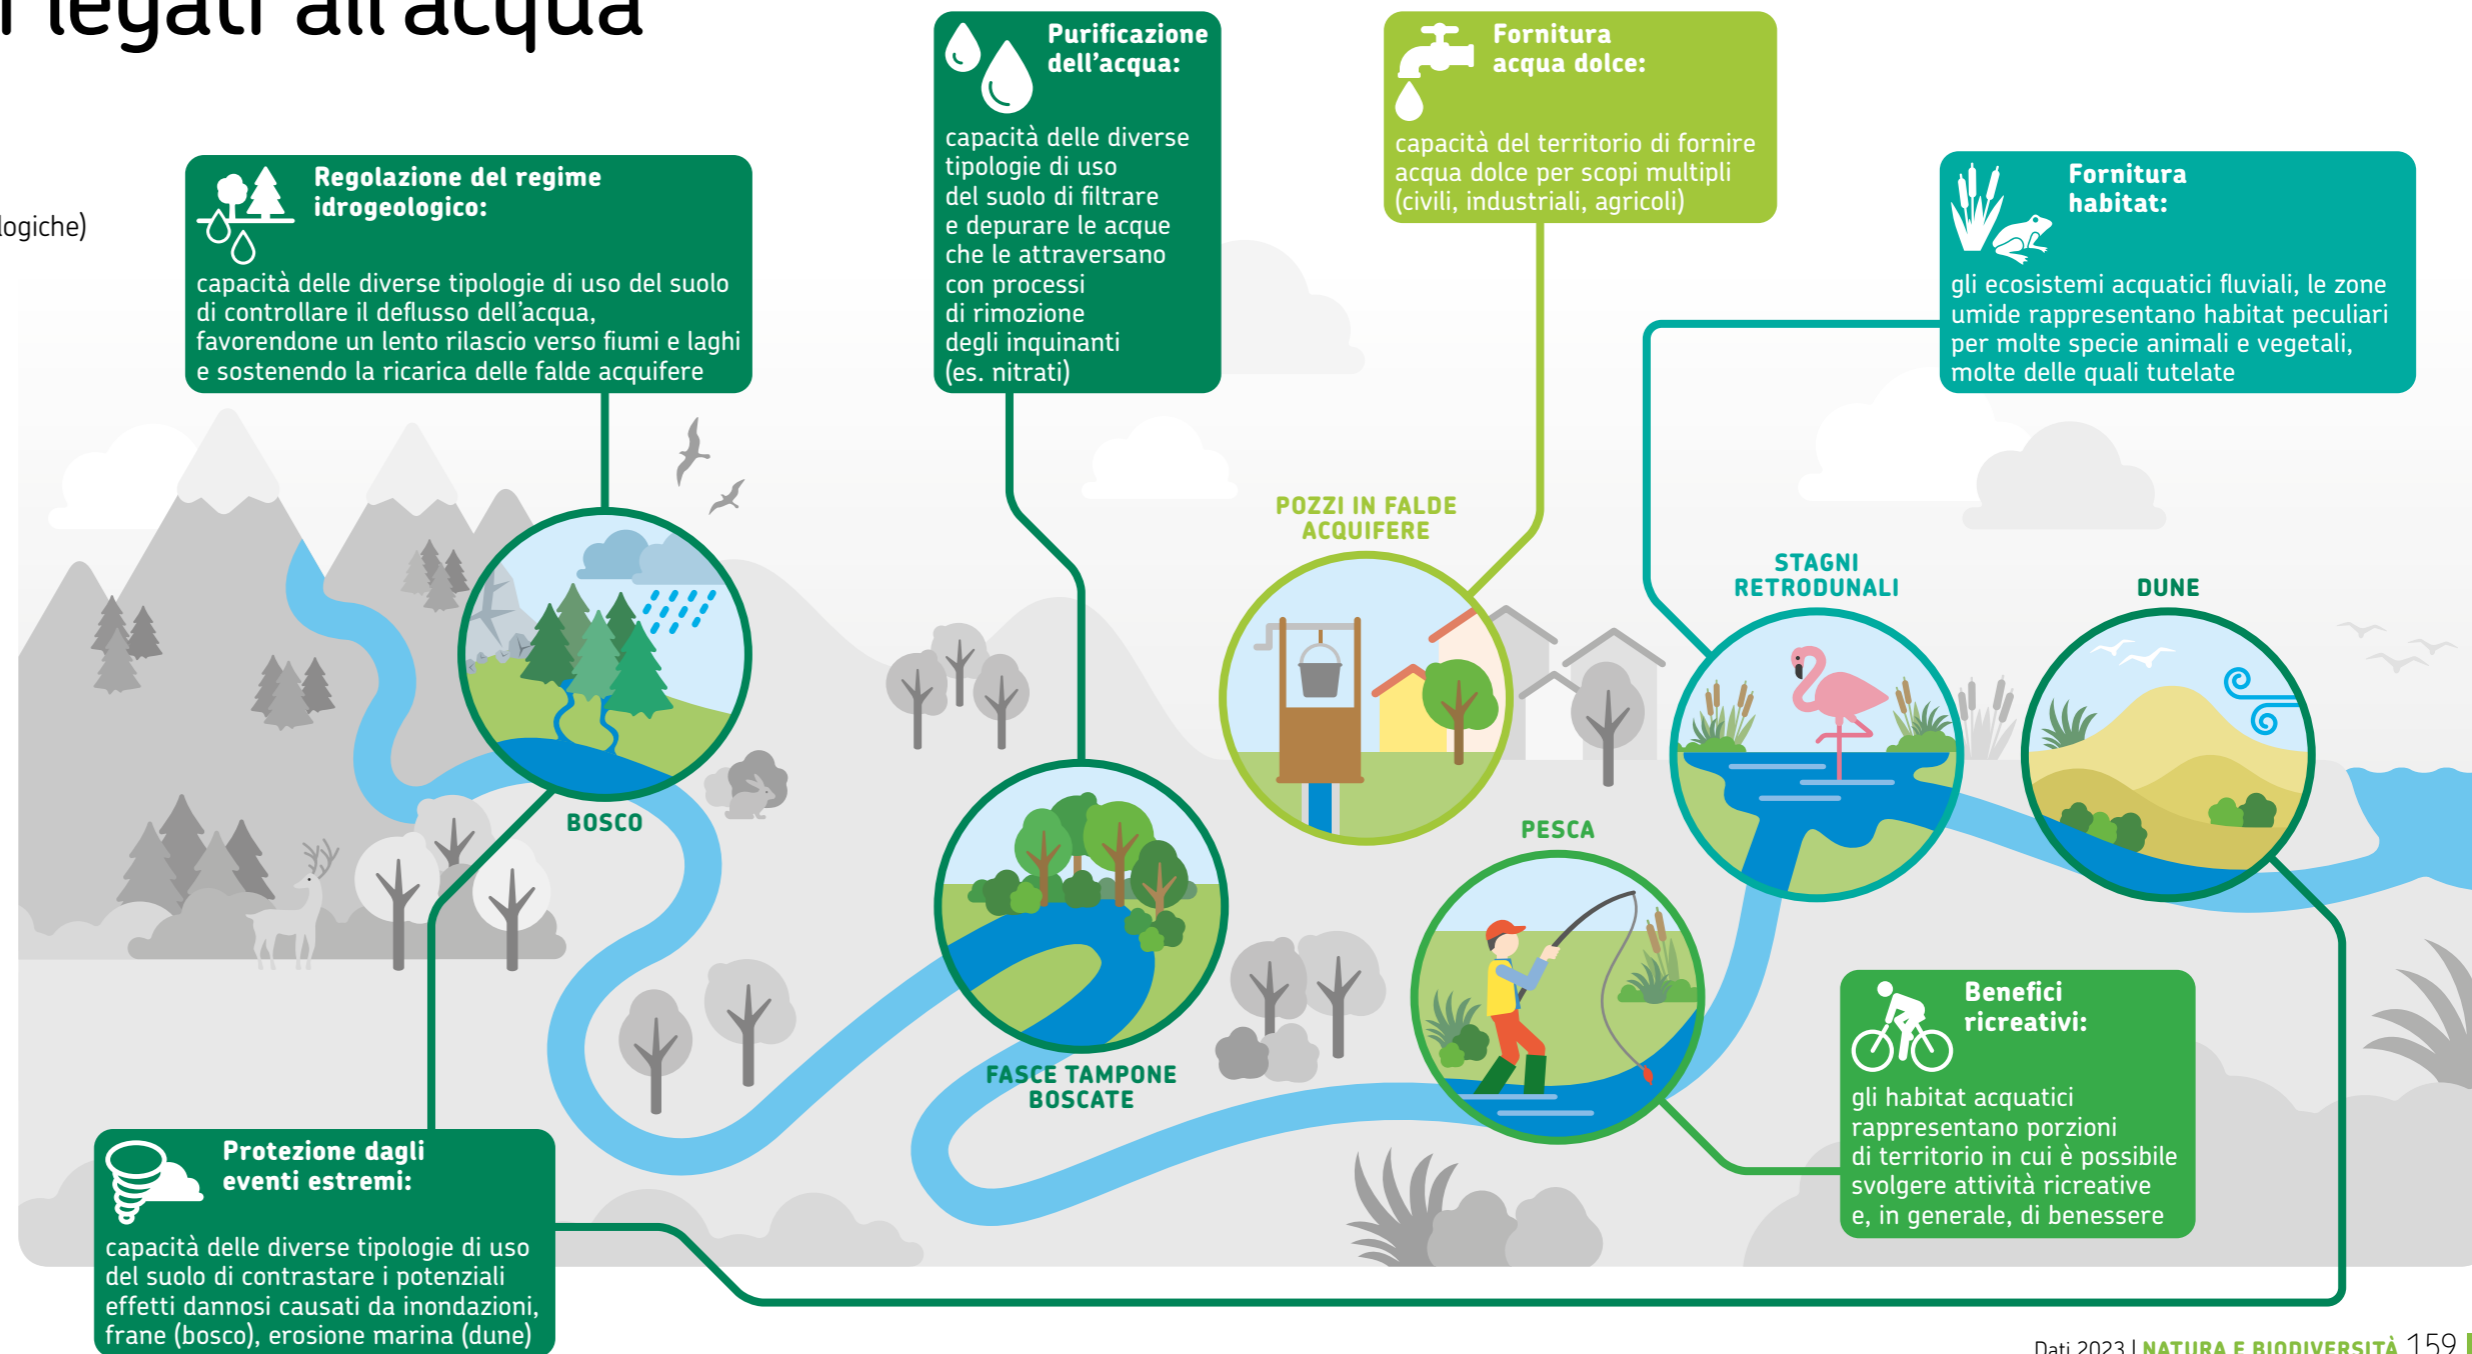 legati all'acqua
logiche)
Regolazione del regime
idrogeologico:
capacità delle diverse tipologie di uso del suolo
di controllare il deflusso dell'acqua,
favorendone un lento rilascio verso fiumi e laghi
e sostenendo la ricarica delle falde acquifere
Purificazione
dell'acqua:
capacità delle diverse
tipologie di uso
del suolo di filtrare
e depurare le acque
che le attraversano
con processi
di rimozione
degli inquinanti
(es. nitrati)
Fornitura
acqua dolce:
capacità del territorio di fornire
acqua dolce per scopi multipli
(civili, industriali, agricoli)
Fornitura
habitat:
gli ecosistemi acquatici fluviali, le zone
umide rappresentano habitat peculiari
per molte specie animali e vegetali,
molte delle quali tutelate
POZZI IN FALDE
ACQUIFERE
STAGNI
RETRODUNALI
DUNE
BOSCO
PESCA
FASCE TAMPONE
BOSCATE
Benefici
ricreativi:
gli habitat acquatici
rappresentano porzioni
di territorio in cui è possibile
svolgere attività ricreative
e, in generale, di benessere
Protezione dagli
eventi estremi:
capacità delle diverse tipologie di uso
del suolo di contrastare i potenziali
effetti dannosi causati da inondazioni,
frane (bosco), erosione marina (dune)
Dati 2023 | NATURA E BIODIVERSITÀ 159